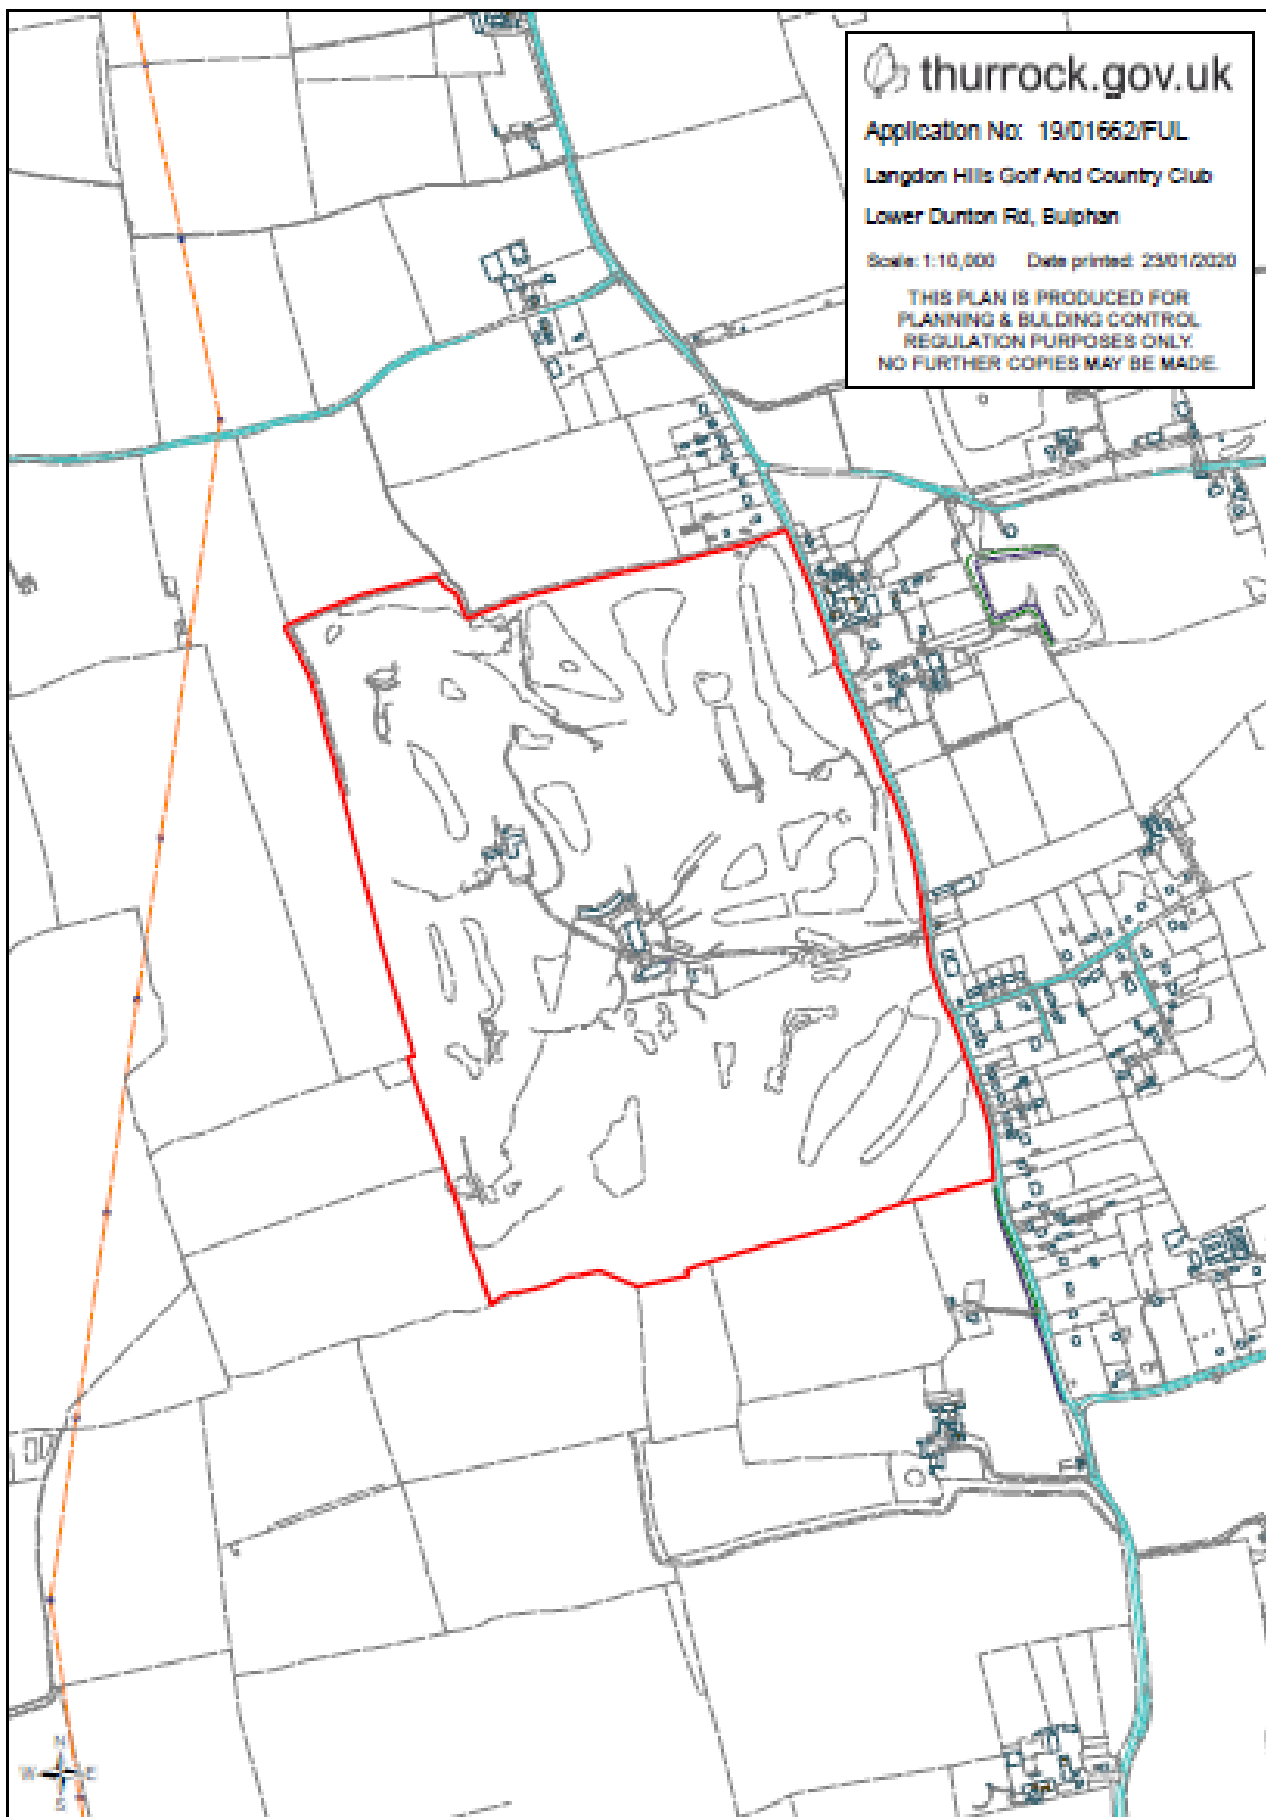 thurrock.gov.uk
Application No: 19/01662/FUL
Langdon Hills Golf And Country Club
Lower Dunton Rd, Bulphan
Scale: 1:10,000 Date printed: 23/01/2020
THIS PLAN IS PRODUCED FOR
PLANNING & BULDING CONTROL
REGULATION PURPOSES ONLY.
NO FURTHER COPIES MAY BE MADE.
N
W E
S